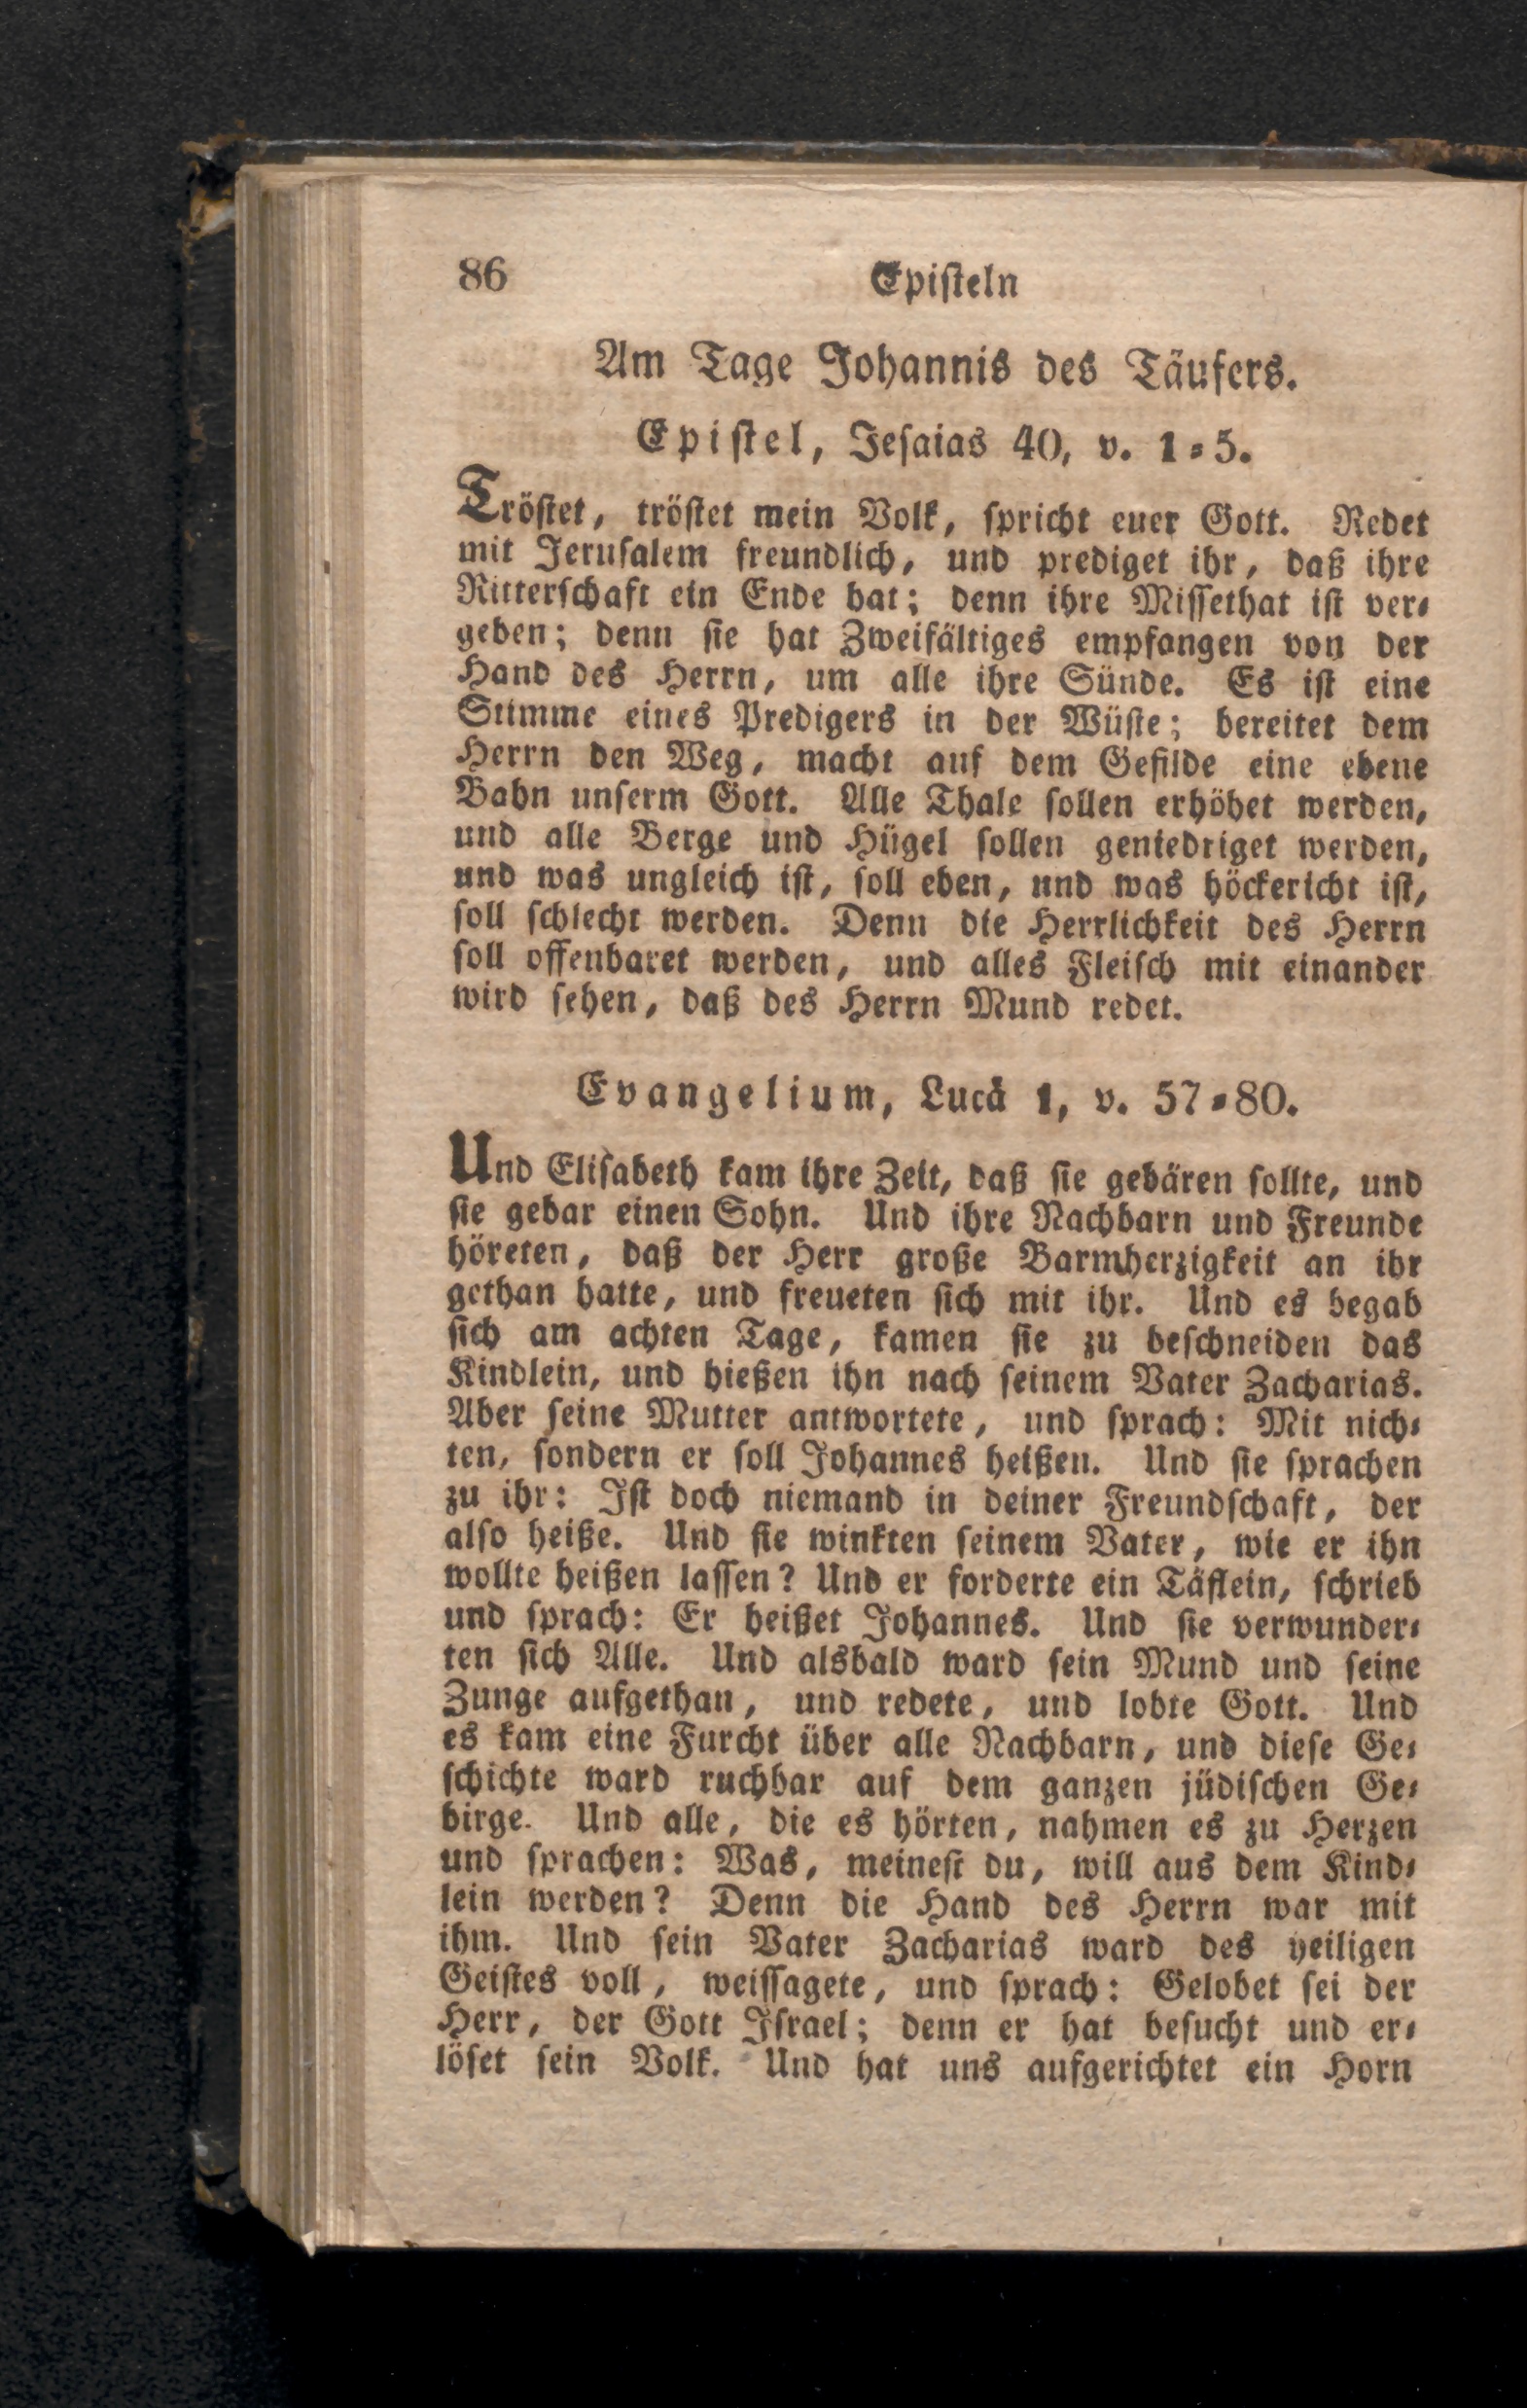 86 Episteln
Am Tage Johannis des Täufers.
Epistel, Jesaias 40, v. 1⸗5.
Tröstet, tröstet mein Volk, spricht euer Gott. Redet
mit Jerusalem freundlich, und prediget ihr, daß ihre
Ritterschaft ein Ende hat; denn ihre Missethat ist ver⸗
geben; denn sie hat Zweifältiges empfangen von der
Hand des Herrn, um alle ihre Sünde. Es ist eine
Stimme eines Predigers in der Wüste; bereitet dem
Herrn den Weg, macht auf dem Gefilde eine ebene
Bahn unserm Gott. Alle Thale sollen erhöhet werden,
und alle Berge und Hügel sollen geniedriget werden,
und was ungleich ist, soll eben, und was höckericht ist,
soll schlecht werden. Denn die Herrlichkeit des Herrn
soll offenbaret werden, und alles Fleisch mit einander
wird sehen, daß des Herrn Mund redet.
Evangelium, Lucä 1, v. 57⸗80.
Und Elisabeth kam ihre Zeit, daß sie gebären sollte, und
sie gebar einen Sohn. Und ihre Nachbarn und Freunde
höreten, daß der Herr große Barmherzigkeit an ihr
gethan hatte, und freueten sich mit ihr. Und es begab
sich am achten Tage, kamen sie zu beschneiden das
Kindlein, und hießen ihn nach seinem Vater Zacharias.
Aber seine Mutter antwortete, und sprach: Mit nich⸗
ten, sondern er soll Johannes heißen. Und sie sprachen
zu ihr: Ist doch niemand in deiner Freundschaft, der
also heiße. Und sie winkten seinem Vater, wie er ihn
wollte heißen lassen? Und er forderte ein Täflein, schrieb
und sprach: Er heißet Johannes. Und sie verwunder⸗
ten sich Alle. Und alsbald ward sein Mund und seine
Zunge aufgethan, und redete, und lobte Gott. Und
es kam eine Furcht über alle Nachbarn, und diese Ge⸗
schichte ward ruchbar auf dem ganzen jüdischen Ge⸗
birge. Und alle, die es hörten, nahmen es zu Herzen
und sprachen: Was, meinest du, will aus dem Kind⸗
lein werden? Denn die Hand des Herrn war mit
ihm. Und sein Vater Zacharias ward des heiligen
Geistes voll, weissagete, und sprach: Gelobet sei der
Herr, der Gott Israel; denn er hat besucht und er⸗
löset sein Volk. Und hat uns aufgerichtet ein Horn